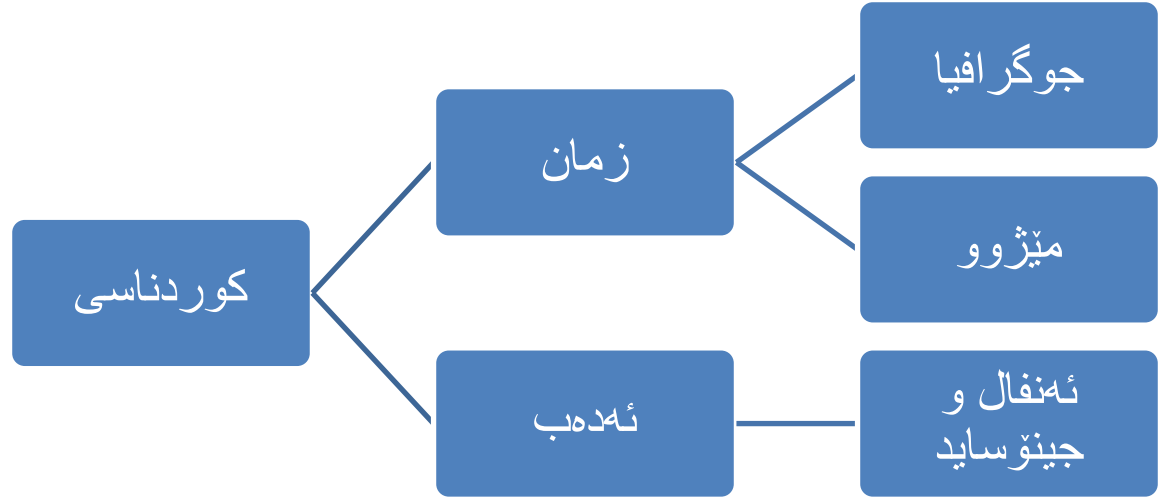 کوردناسی
زمان
جوگرافیا
مێژوو
ئەدەب
ئەنفال و
جینۆساید